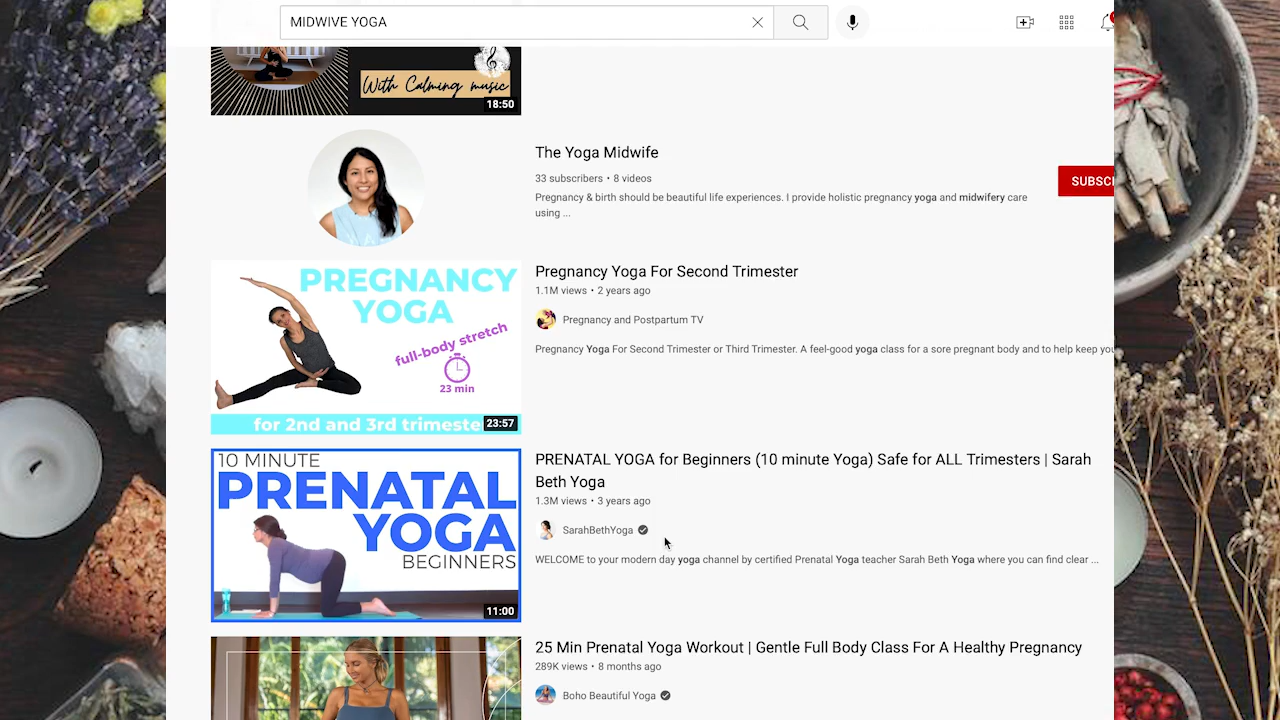 MIDWIVE YOGA
With Calming music
18:50
The Yoga Midwife
33 subscribers • 8 videos
SUBSC
Pregnancy & birth should be beautiful life experiences. I provide holistic pregnancy yoga and midwifery care
using ...
PREGNANCY
YOGA
full-body stretch
23 min
for 2nd and 3rd trimeste
23:57
Pregnancy Yoga For Second Trimester
1.1M views • 2 years ago
Pregnancy and Postpartum TV
Pregnancy Yoga For Second Trimester or Third Trimester. A feel-good yoga class for a sore pregnant body and to help keep you
10 MINUTE
PRENATAL
YOGA
BEGINNERS
11:00
PRENATAL YOGA for Beginners (10 minute Yoga) Safe for ALL Trimesters | Sarah
Beth Yoga
1.3M views • 3 years ago
SarahBethYoga
WELCOME to your modern day yoga channel by certified Prenatal Yoga teacher Sarah Beth Yoga where you can find clear ...
25 Min Prenatal Yoga Workout | Gentle Full Body Class For A Healthy Pregnancy
289K views • 8 months ago
Boho Beautiful Yoga